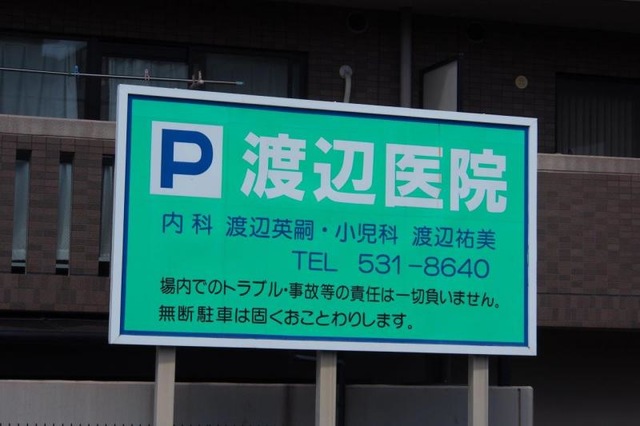 P 渡辺医院
内科 渡辺英嗣・小児科 渡辺祐美
TEL 531-8640
場内でのトラブル・事故等の責任は一切負いません。
無断駐車は固くおことわりします。